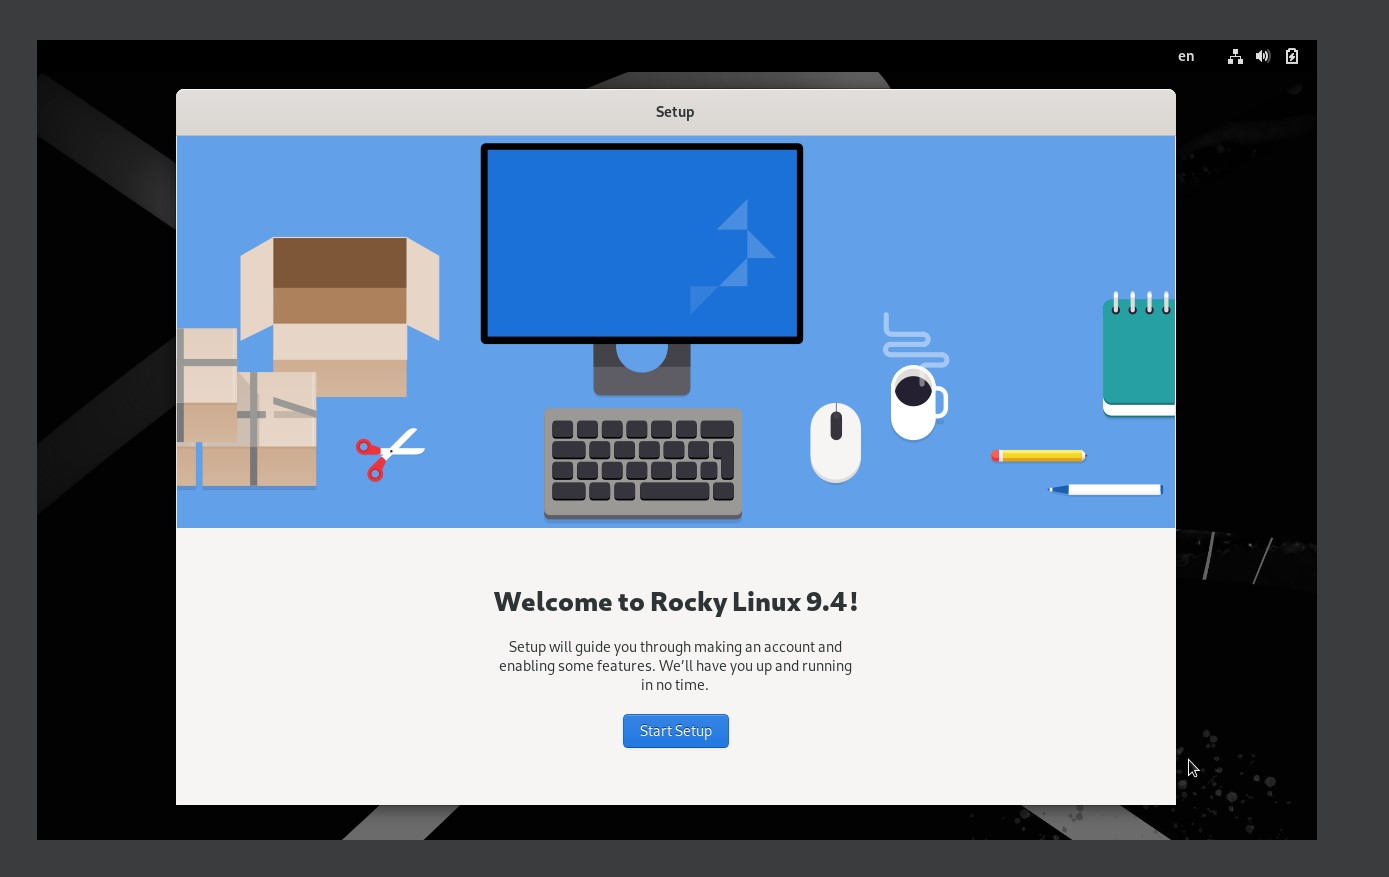 en
Setup
Welcome to Rocky Linux 9.4!
Setup will guide you through making an account and
enabling some features. We’ll have you up and running
in no time.
Start Setup